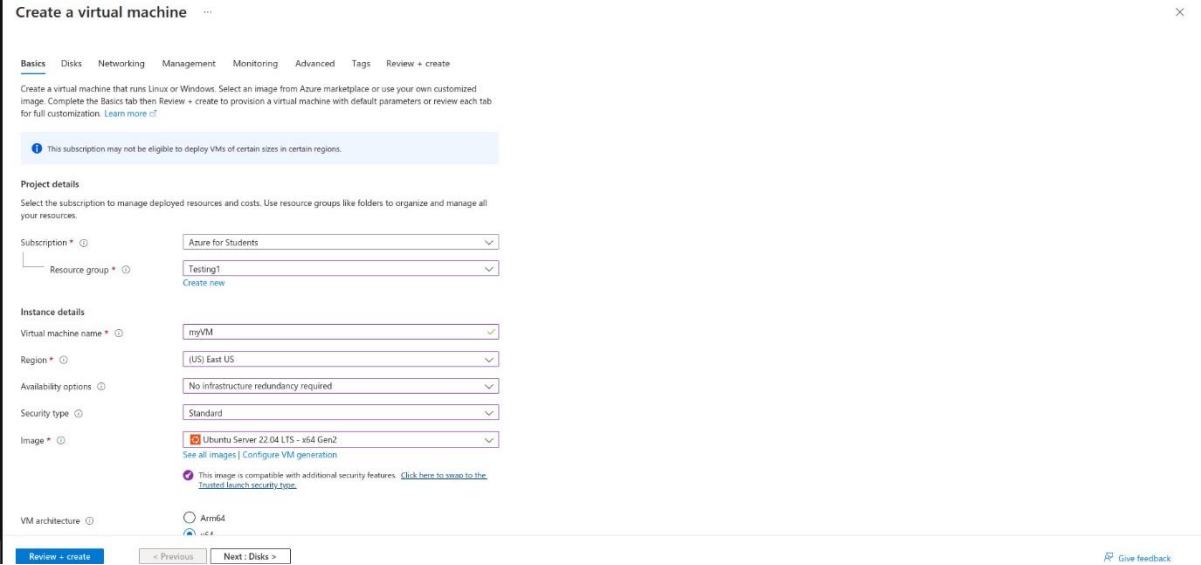 Create a virtual machine ...
Basics Disks Networking Management Monitoring Advanced Tags Review + create
Create a virtual machine that runs Linux or Windows. Select an image from Azure marketplace or use your own customized
image. Complete the Basics tab then Review + create to provision a virtual machine with default parameters or review each tab
for full customization. Learn more
This subscription may not be eligible to deploy VMs of certain sizes in certain regions.
Project details
Select the subscription to manage deployed resources and costs. Use resource groups like folders to organize and manage all
your resources.
Subscription * Azure for Students
Resource group * Testing1
Create new
Instance details
Virtual machine name * myVM
Region * (US) East US
Availability options No infrastructure redundancy required
Security type Standard
Image * Ubuntu Server 22.04 LTS - x64 Gen2
See all images | Configure VM generation
This image is compatible with additional security features. Click here to swap to the
Trusted launch security type.
VM architecture Arm64
x64
Review + create < Previous Next : Disks > Give feedback